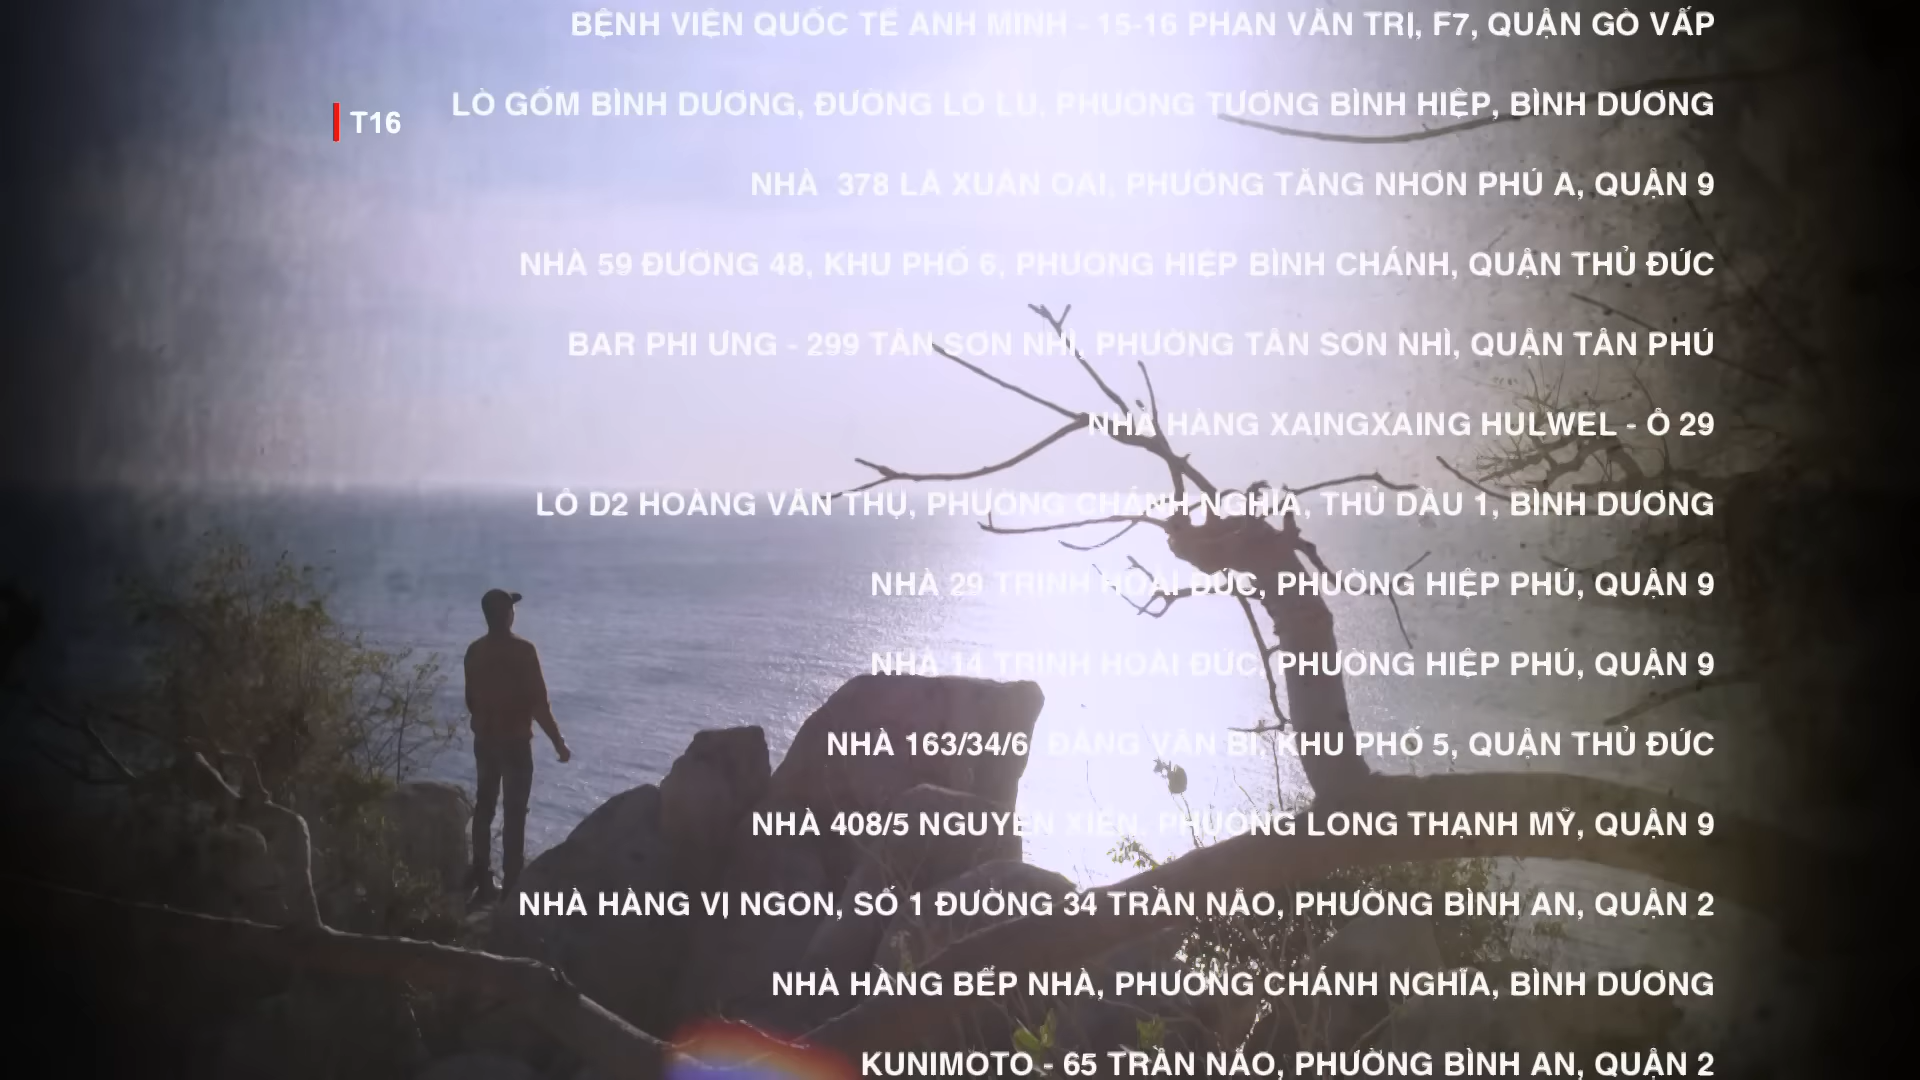 BỆNH VIỆN QUỐC TẾ ANH MINH - 15-16 PHAN VĂN TRỊ, F7, QUẬN GÒ VẤP
T16
LÒ GỐM BÌNH DƯƠNG, ĐƯỜNG LÒ LU, PHƯỜNG TƯƠNG BÌNH HIỆP, BÌNH DƯƠNG
NHÀ 378 LÃ XUÂN OAI, PHƯỜNG TĂNG NHƠN PHÚ A, QUẬN 9
NHÀ 59 ĐƯỜNG 48, KHU PHỐ 6, PHƯỜNG HIỆP BÌNH CHÁNH, QUẬN THỦ ĐỨC
BAR PHI ƯNG - 299 TÂN SƠN NHÌ, PHƯỜNG TÂN SƠN NHÌ, QUẬN TÂN PHÚ
NHÀ HÀNG XAINGXAING HULWEL - Ô 29
LÔ D2 HOÀNG VĂN THỤ, PHƯỜNG CHÁNH NGHĨA, THỦ DẦU 1, BÌNH DƯƠNG
NHÀ 29 TRỊNH HOÀI ĐỨC, PHƯỜNG HIỆP PHÚ, QUẬN 9
NHÀ 14 TRỊNH HOÀI ĐỨC, PHƯỜNG HIỆP PHÚ, QUẬN 9
NHÀ 163/34/6 ĐẶNG VĂN BI, KHU PHỐ 5, QUẬN THỦ ĐỨC
NHÀ 408/5 NGUYỄN XIỂN, PHƯỜNG LONG THẠNH MỸ, QUẬN 9
NHÀ HÀNG VỊ NGON, SỐ 1 ĐƯỜNG 34 TRẦN NÃO, PHƯỜNG BÌNH AN, QUẬN 2
NHÀ HÀNG BẾP NHÀ, PHƯỜNG CHÁNH NGHĨA, BÌNH DƯƠNG
KUNIMOTO - 65 TRẦN NÃO, PHƯỜNG BÌNH AN, QUẬN 2